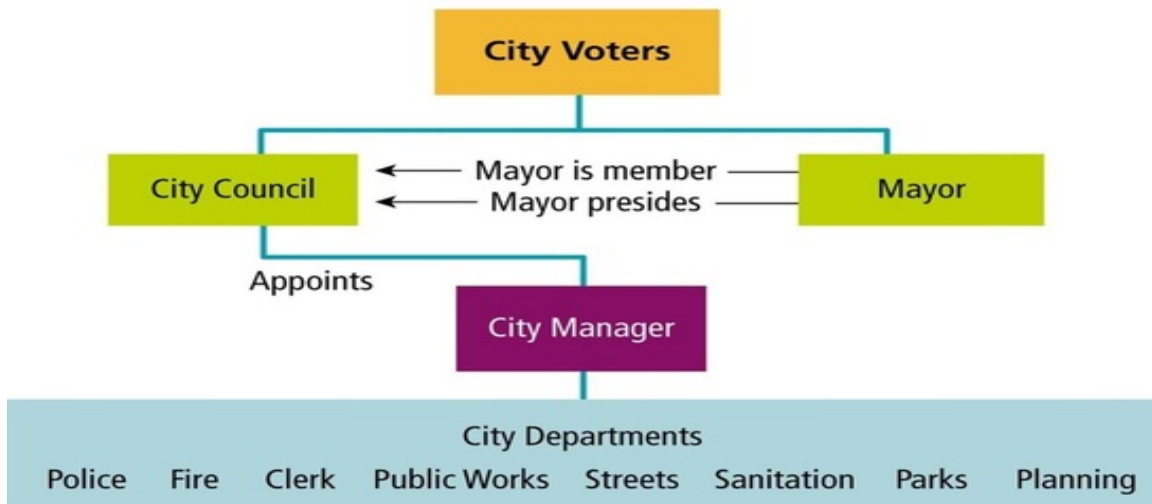 City Voters
City Council
Mayor is member
Mayor presides
Mayor
Appoints
City Manager
City Departments
Police Fire Clerk Public Works Streets Sanitation Parks Planning